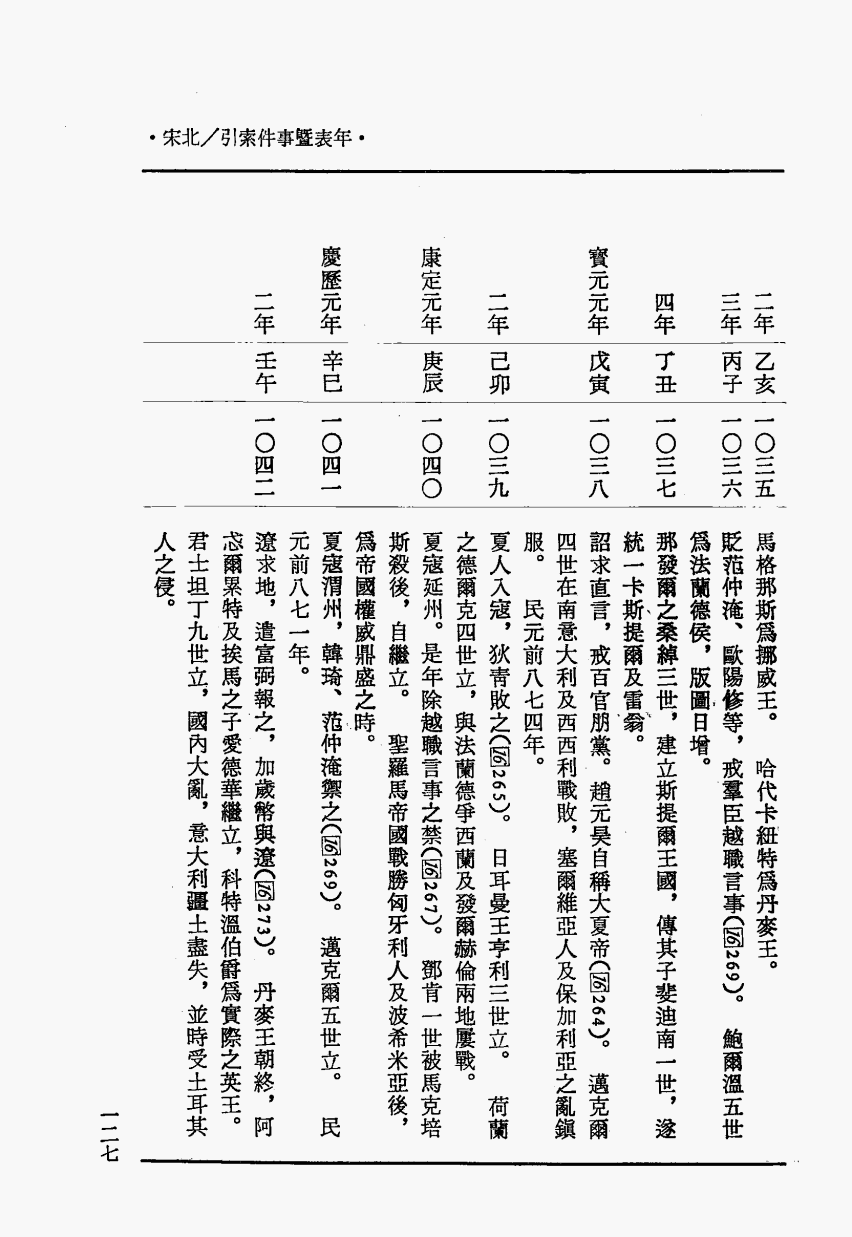 ·宋北／引索件事暨表年·
二年 乙亥 一〇三五 馬格那斯爲挪威王。 哈代卡紐特爲丹麥王。
三年 丙子 一〇三六 貶范仲淹、歐陽修等，戒羣臣越職言事(16269)。 鮑爾溫五世
爲法蘭德侯，版圖日增。
四年 丁丑 一〇三七 那發爾之桑綽三世，建立斯提爾王國，傳其子斐迪南一世，遂
統一卡斯提爾及雷翁。
寳元元年 戊寅 一〇三八 詔求直言，戒百官朋黨。趙元昊自稱大夏帝(16264)。 邁克爾
四世在南意大利及西西利戰敗，塞爾維亞人及保加利亞之亂鎭
服。 民元前八七四年。
二年 己卯 一〇三九 夏人入寇，狄靑敗之(16265)。 日耳曼王亨利三世立。 荷蘭
之德爾克四世立，與法蘭德爭西蘭及發爾赫倫兩地屢戰。
康定元年 庚辰 一〇四〇 夏寇延州。是年除越職言事之禁(16267)。 鄧肯一世被馬克培
斯殺後，自繼立。 聖羅馬帝國戰勝匈牙利人及波希米亞後，
爲帝國權威鼎盛之時。
慶歷元年 辛巳 一〇四一 夏寇渭州，韓琦、范仲淹禦之(16269)。 邁克爾五世立。 民
元前八七一年。
二年 壬午 一〇四二 遼求地，遣富弼報之，加歲幣與遼(16273)。 丹麥王朝終，阿
忒爾累特及挨馬之子愛德華繼立，科特溫伯爵爲實際之英王。
君士坦丁九世立，國內大亂，意大利疆土盡失，並時受土耳其
人之侵。
一二七